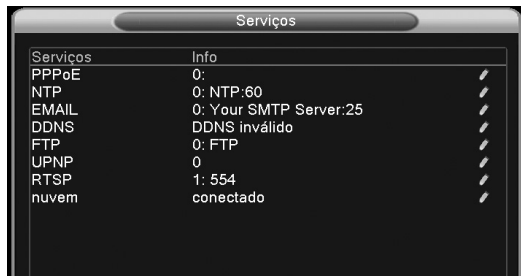 Serviços
Serviços Info
PPPoE 0:
NTP 0: NTP:60
EMAIL 0: Your SMTP Server:25
DDNS DDNS inválido
FTP 0: FTP
UPNP 0
RTSP 1: 554
nuvem conectado